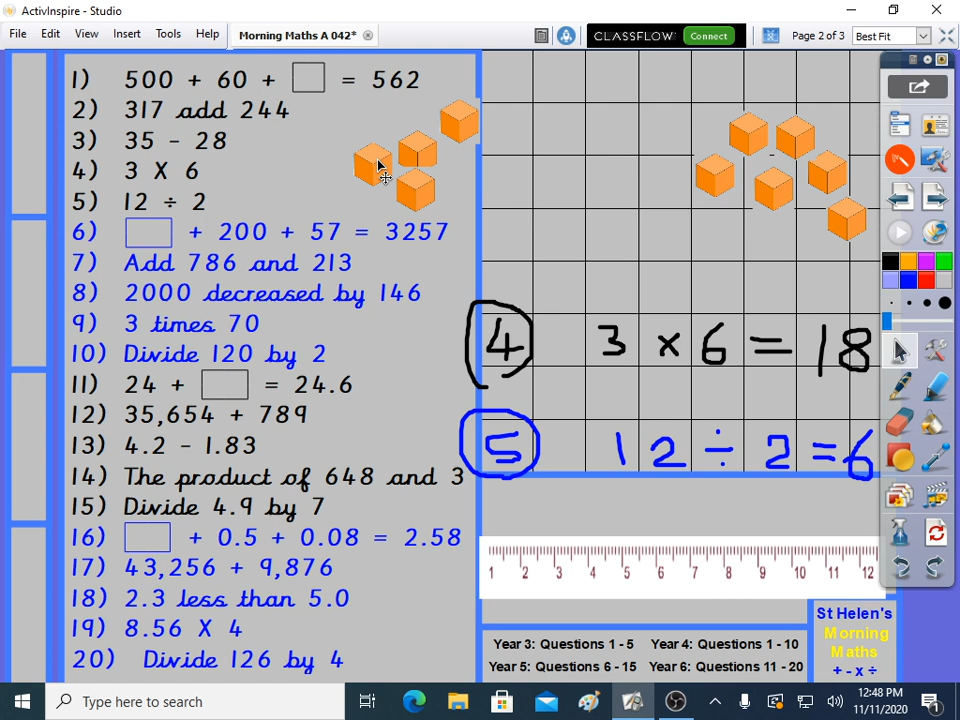 ActivInspire - Studio
File Edit View Insert Tools Help Morning Maths A 042* CLASSFLOW Connect Page 2 of 3 Best Fit
1) 500 + 60 + = 562
2) 317 add 244
3) 35 - 28
4) 3 X 6
5) 12 ÷ 2
6) + 200 + 57 = 3257
7) Add 786 and 213
8) 2000 decreased by 146
9) 3 times 70
10) Divide 120 by 2
11) 24 + = 24.6
12) 35,654 + 789
13) 4.2 - 1.83
14) The product of 648 and 3
15) Divide 4.9 by 7
16) + 0.5 + 0.08 = 2.58
17) 43,256 + 9,876
18) 2.3 less than 5.0
19) 8.56 X 4
20) Divide 126 by 4
4 3 × 6 = 18
5 12 ÷ 2 = 6
1 2 3 4 5 6 7 8 9 10 11 12
Year 3: Questions 1 - 5 Year 4: Questions 1 - 10
Year 5: Questions 6 - 15 Year 6: Questions 11 - 20
St Helen's
Morning
Maths
+ - x ÷
Type here to search
12:48 PM
11/11/2020
1